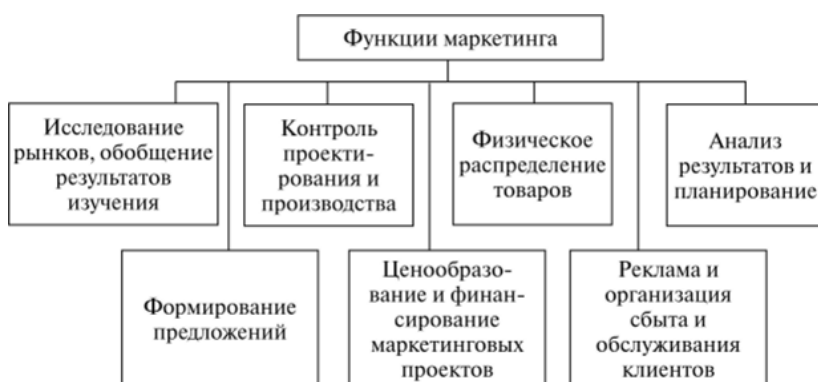 Функции маркетинга
Исследование
рынков, обобщение
результатов
изучения
Контроль
проекти-
рования и
производства
Физическое
распределение
товаров
Анализ
результатов и
планирование
Формирование
предложений
Ценообразо-
вание и финан-
сирование
маркетинговых
проектов
Реклама и
организация
сбыта и
обслуживания
клиентов